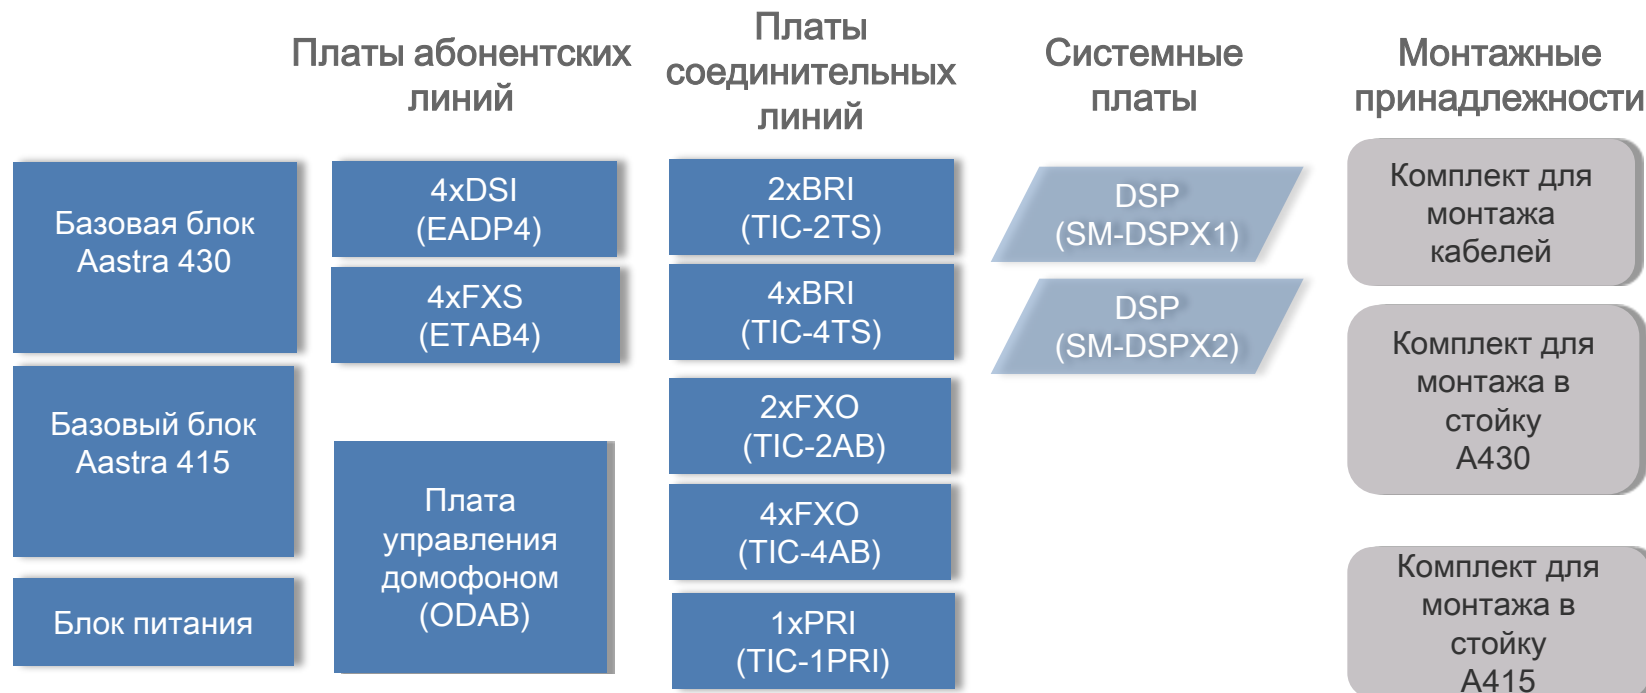 Платы абонентских
линий
Платы
соединительных
линий
Системные
платы
Монтажные
принадлежности
Базовая блок
Aastra 430
Базовый блок
Aastra 415
Блок питания
4xDSI
(EADP4)
4xFXS
(ETAB4)
Плата
управления
домофоном
(ODAB)
2xBRI
(TIC-2TS)
4xBRI
(TIC-4TS)
2xFXO
(TIC-2AB)
4xFXO
(TIC-4AB)
1xPRI
(TIC-1PRI)
DSP
(SM-DSPX1)
DSP
(SM-DSPX2)
Комплект для
монтажа
кабелей
Комплект для
монтажа в
стойку
A430
Комплект для
монтажа в
стойку
A415